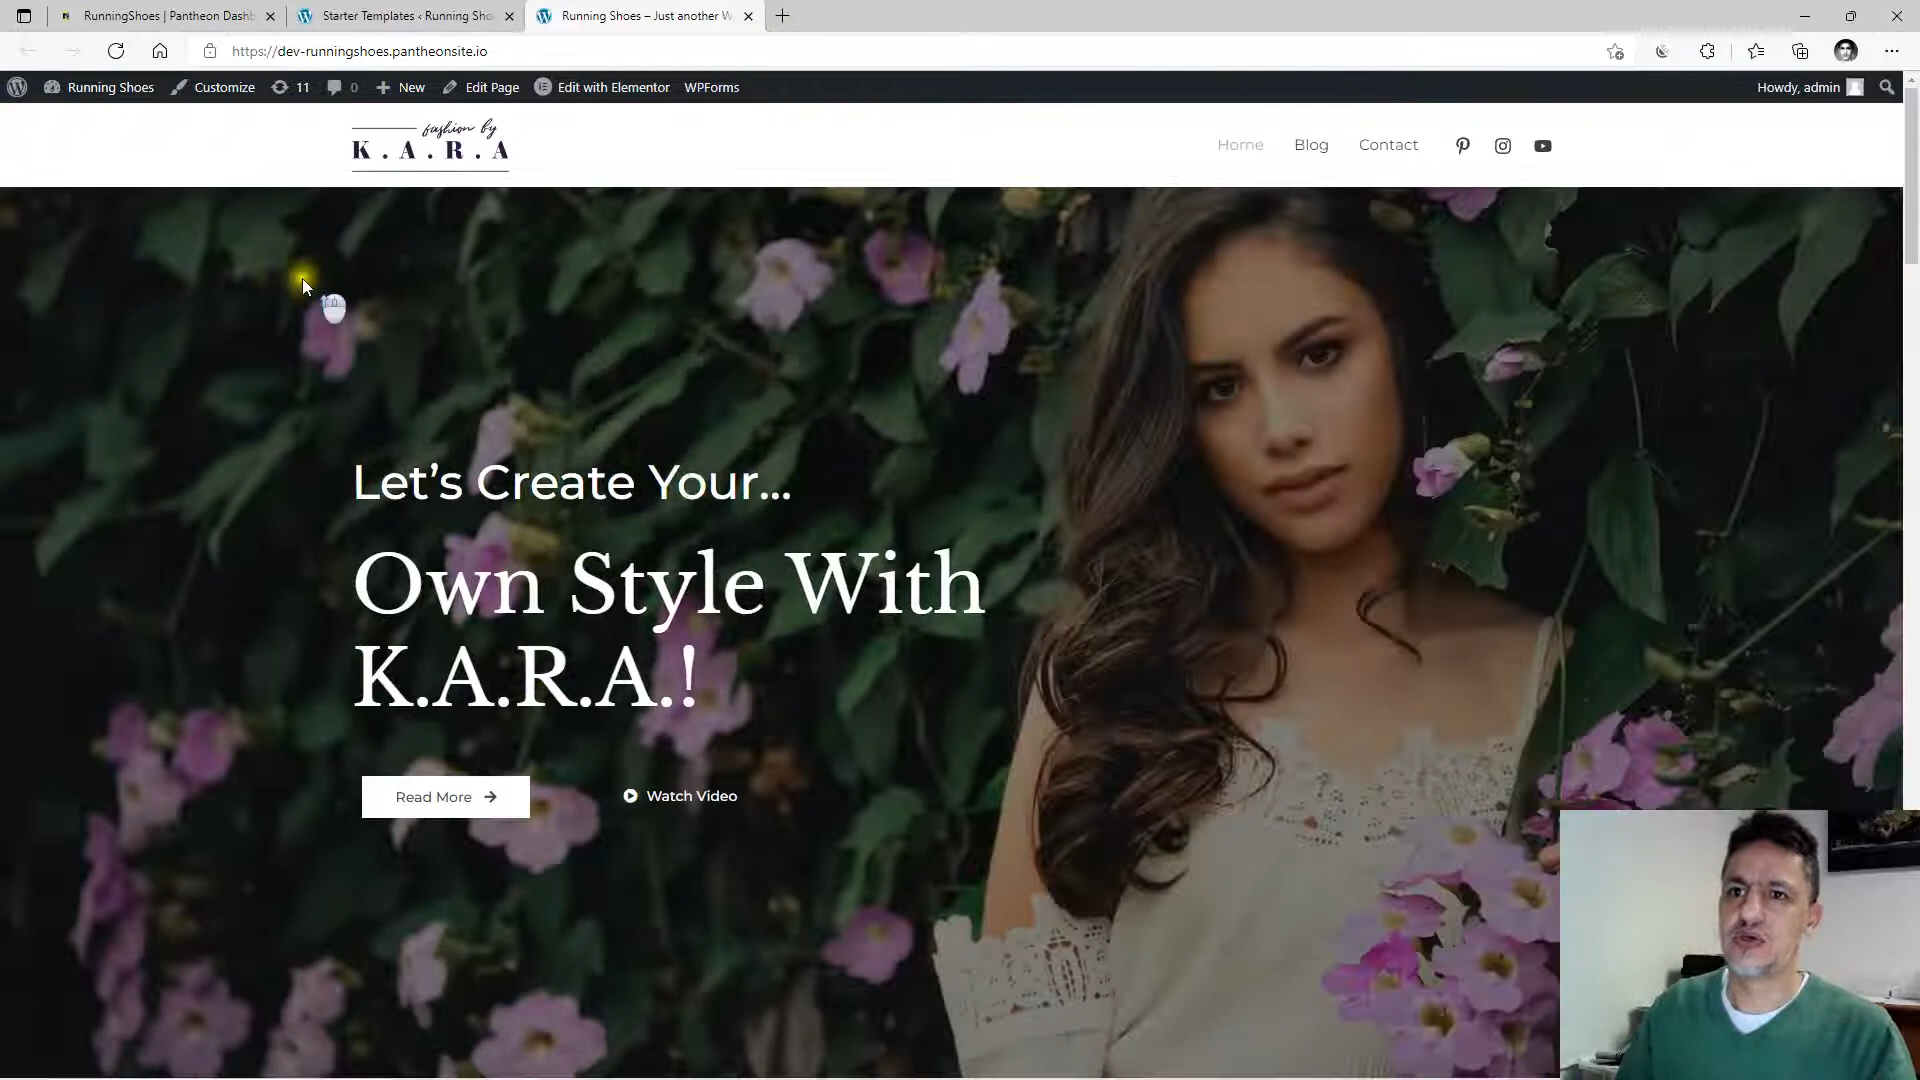 RunningShoes | Pantheon Dashb
Starter Templates ‹ Running Sho
Running Shoes – Just another W
https://dev-runningshoes.pantheonsite.io
Running Shoes
Customize
11
0
New
Edit Page
Edit with Elementor
WPForms
Howdy, admin
fashion by
K.A.R.A
Home
Blog
Contact
Let's Create Your...
Own Style With
K.A.R.A.!
Read More
Watch Video